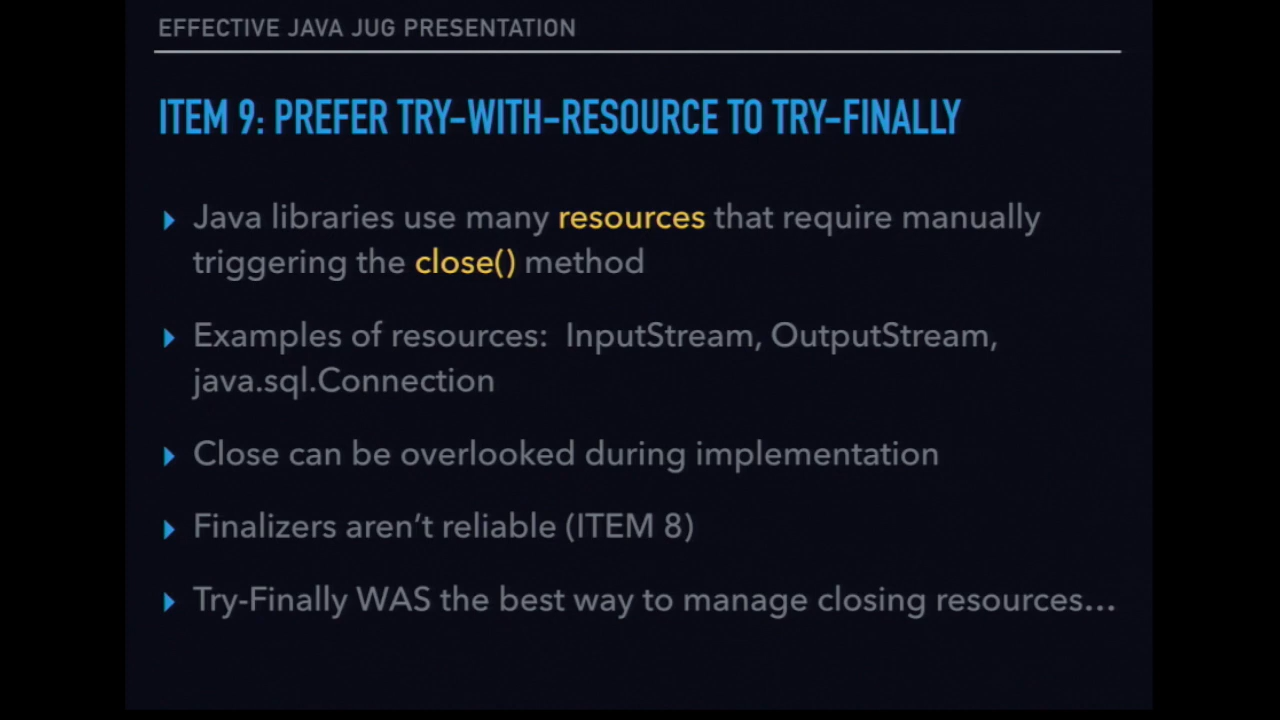 EFFECTIVE JAVA JUG PRESENTATION
ITEM 9: PREFER TRY-WITH-RESOURCE TO TRY-FINALLY
Java libraries use many resources that require manually
triggering the close() method
Examples of resources: InputStream, OutputStream,
java.sql.Connection
Close can be overlooked during implementation
Finalizers aren't reliable (ITEM 8)
Try-Finally WAS the best way to manage closing resources...